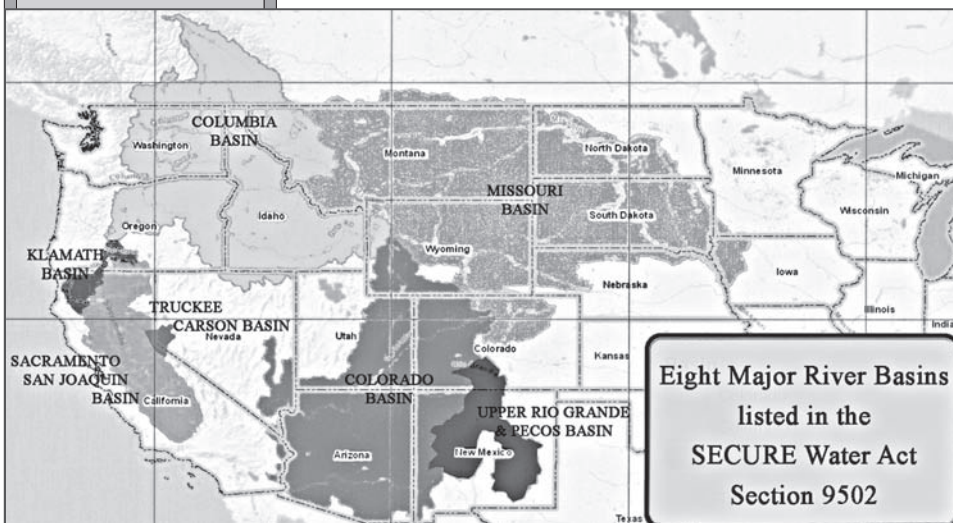 COLUMBIA
BASIN
Washington
Montana
North Dakota
Minnesota
MISSOURI
BASIN
Michigan
Wisconsin
Oregon
Idaho
South Dakota
Wyoming
KLAMATH
BASIN
Iowa
Nebraska
TRUCKEE
CARSON BASIN
Nevada
Utah
Illinois
Indi
Colorado
Kansas
SACRAMENTO
SAN JOAQUIN
BASIN
California
COLORADO
BASIN
UPPER RIO GRANDE
& PECOS BASIN
Arizona
New Mexico
Texas
Eight Major River Basins
listed in the
SECURE Water Act
Section 9502